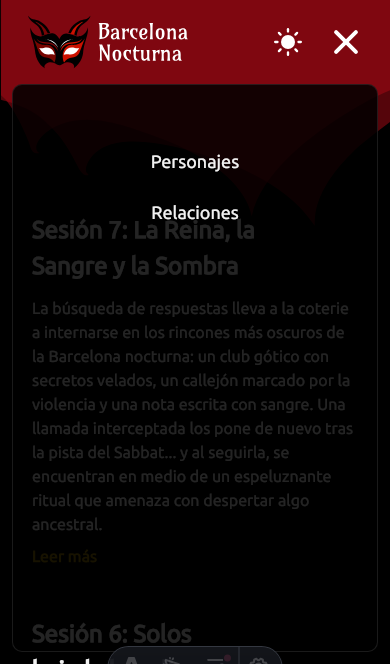 Barcelona
Nocturna
Personajes
Relaciones
Sesión 7: La Reina, la
Sangre y la Sombra
La búsqueda de respuestas lleva a la coterie
a internarse en los rincones más oscuros de
la Barcelona nocturna: un club gótico con
secretos velados, un callejón marcado por la
violencia y una nota escrita con sangre. Una
llamada interceptada los pone de nuevo tras
la pista del Sabbat... y al seguirla, se
encuentran en medio de un espeluznante
ritual que amenaza con despertar algo
ancestral.
Leer más
Sesión 6: Solos